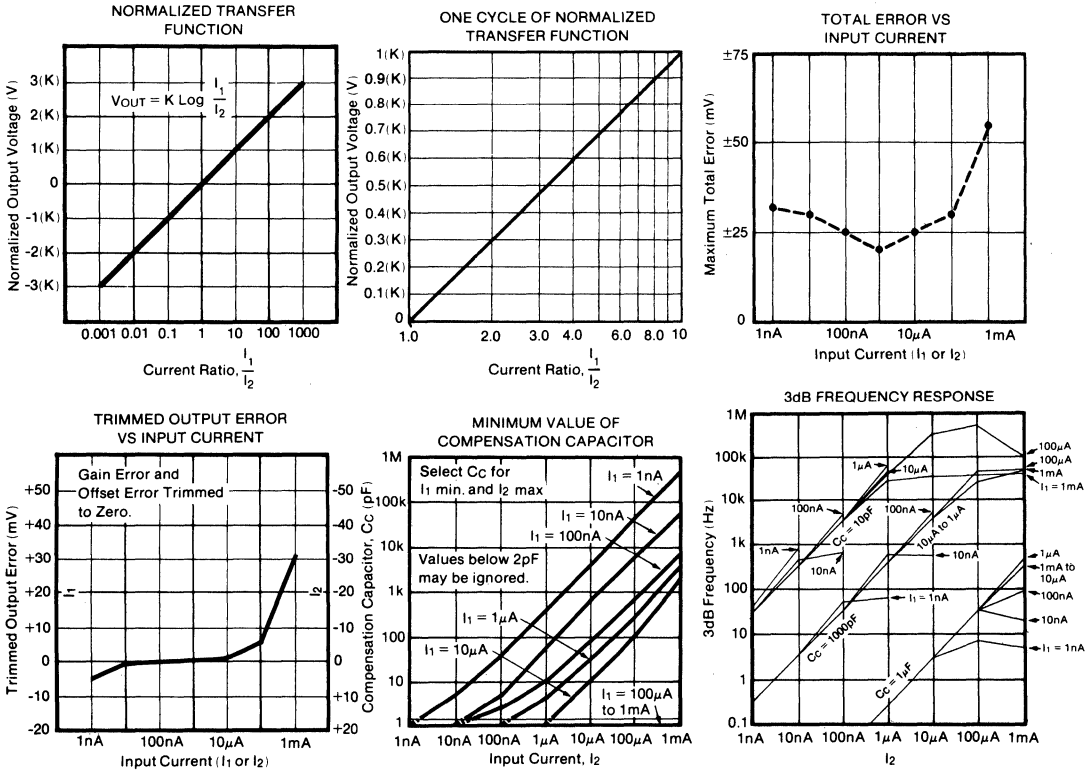 NORMALIZED TRANSFER
FUNCTION
Normalized Output Voltage (V)
3(K)
2(K)
1(K)
0
-1(K)
-2(K)
-3(K)
VOUT = K Log I1
I2
0.001 0.01 0.1 1 10 100 1000
Current Ratio, I1
I2
ONE CYCLE OF NORMALIZED
TRANSFER FUNCTION
Normalized Output Voltage (V)
1(K)
0.9(K)
0.8(K)
0.7(K)
0.6(K)
0.5(K)
0.4(K)
0.3(K)
0.2(K)
0.1(K)
0
1.0 2.0 3.0 4.0 6.0 8.0 10
Current Ratio, I1
I2
TOTAL ERROR VS
INPUT CURRENT
Maximum Total Error (mV)
±75
±50
±25
0
1nA 100nA 10μA 1mA
Input Current (I1 or I2)
TRIMMED OUTPUT ERROR
VS INPUT CURRENT
Trimmed Output Error (mV)
Gain Error and
Offset Error Trimmed
to Zero.
+50
+40
+30
+20
+10
0
-10
-20
I1
I2
-50
-40
-30
-20
-10
0
+10
+20
1nA 100nA 10μA 1mA
Input Current (I1 or I2)
MINIMUM VALUE OF
COMPENSATION CAPACITOR
Compensation Capacitor, CC (pF)
1M
100k
10k
1k
100
10
1
Select CC for
I1 min. and I2 max
I1 = 1nA
I1 = 10nA
I1 = 100nA
Values below 2pF
may be ignored.
I1 = 1μA
I1 = 10μA
I1 = 100μA
to 1mA
1nA 10nA 100nA 1μA 10μA 100μA 1mA
Input Current, I2
3dB FREQUENCY RESPONSE
3dB Frequency (Hz)
1M
100k
10k
1k
100
10
1
0.1
1μA
10μA
100μA
100μA
1mA
I1 = 1mA
100nA
CC = 10pF
100nA
10μA to 1μA
1nA
10nA
10nA
1μA
1mA to
10μA
100nA
10nA
I1 = 1nA
CC = 1000pF
I1 = 1nA
CC = 1μF
1nA 10nA 100nA 1μA 10μA 100μA 1mA
I2